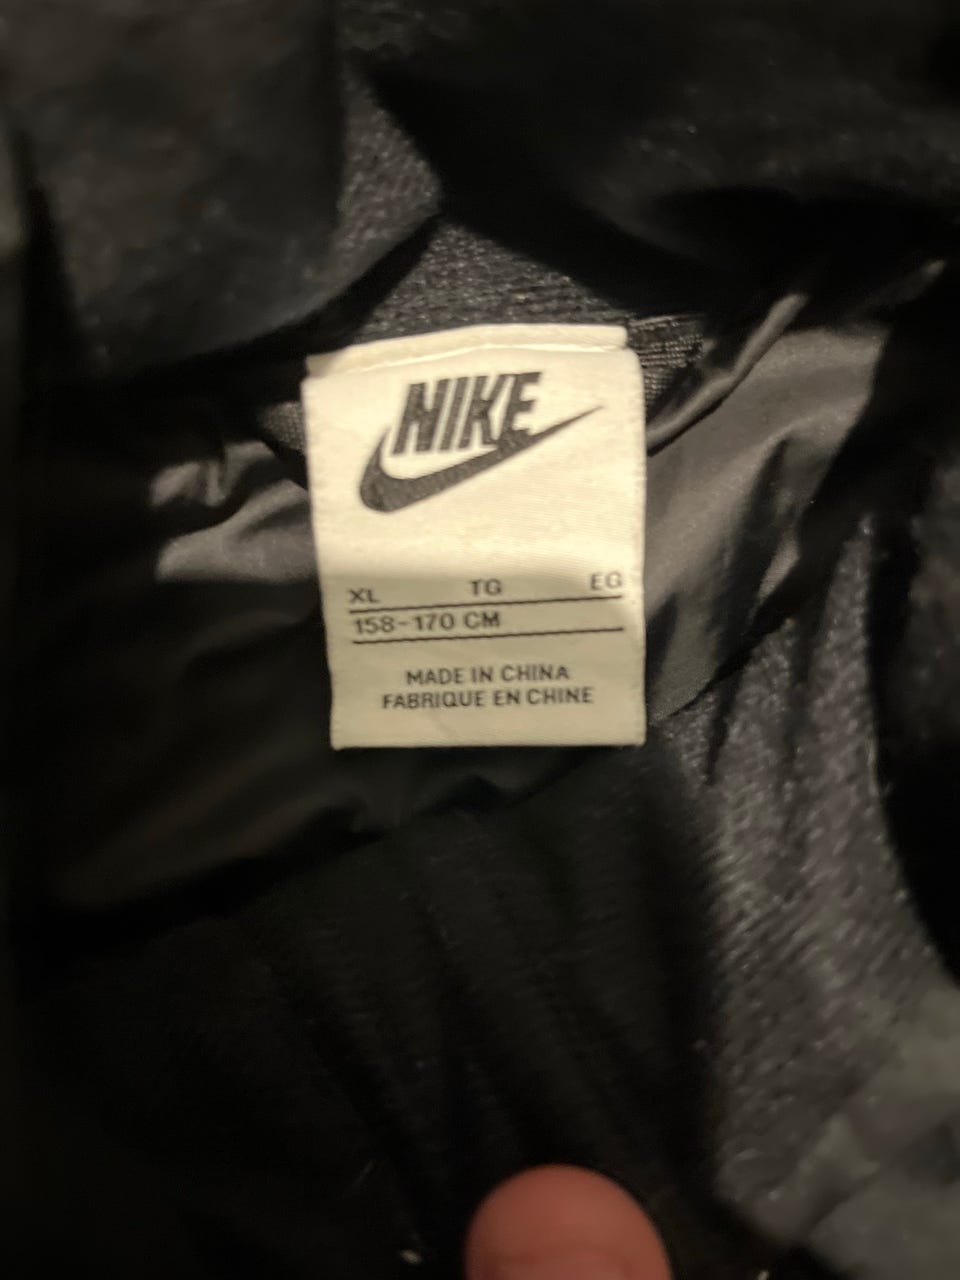 NIKE
XL TG EG
158-170 CM
MADE IN CHINA
FABRIQUE EN CHINE